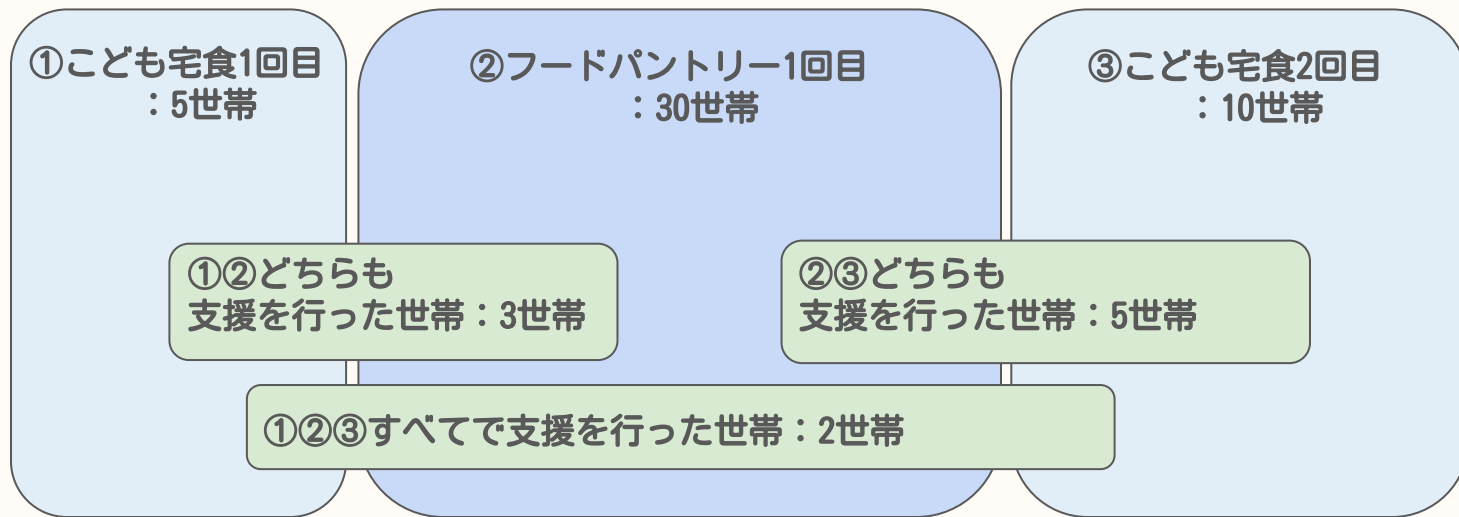 ①こども宅食1回目
：5世帯
②フードパントリー1回目
：30世帯
③こども宅食2回目
：10世帯
①②どちらも
支援を行った世帯：3世帯
②③どちらも
支援を行った世帯：5世帯
①②③すべてで支援を行った世帯：2世帯